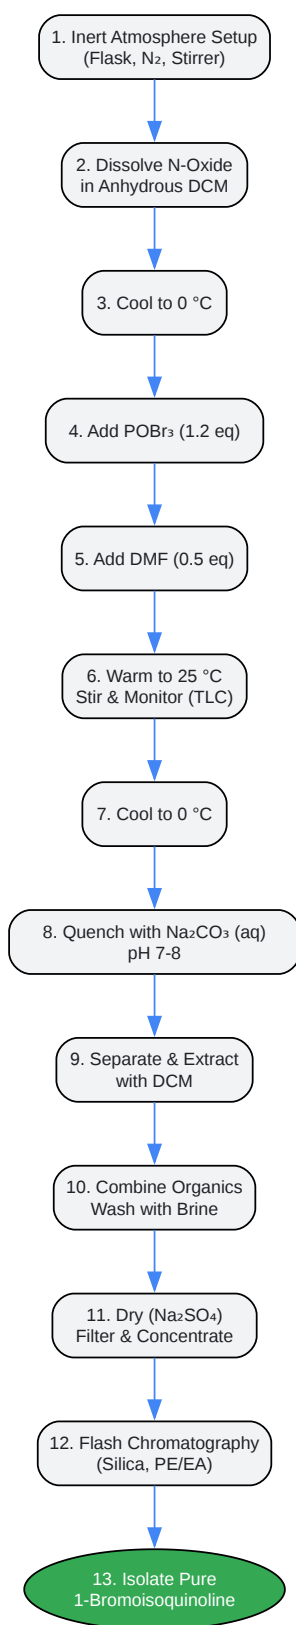 1. Inert Atmosphere Setup
(Flask, N₂, Stirrer)
2. Dissolve N-Oxide
in Anhydrous DCM
3. Cool to 0 °C
4. Add POBr₃ (1.2 eq)
5. Add DMF (0.5 eq)
6. Warm to 25 °C
Stir & Monitor (TLC)
7. Cool to 0 °C
8. Quench with Na₂CO₃ (aq)
pH 7-8
9. Separate & Extract
with DCM
10. Combine Organics
Wash with Brine
11. Dry (Na₂SO₄)
Filter & Concentrate
12. Flash Chromatography
(Silica, PE/EA)
13. Isolate Pure
1-Bromoisoquinoline